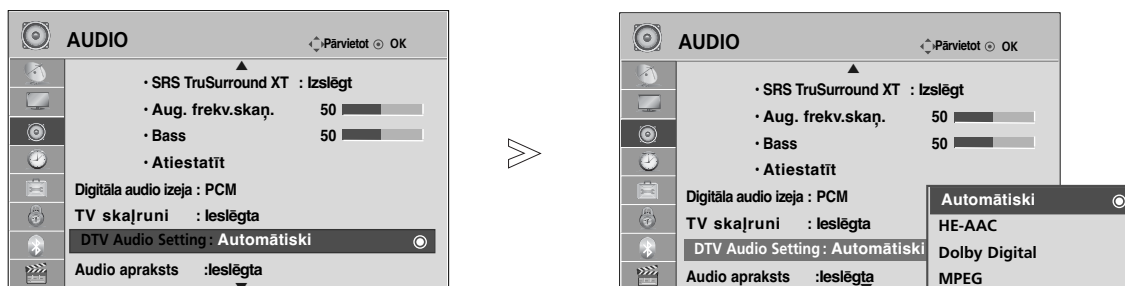 AUDIO Pārvietot OK
• SRS TruSurround XT : Izslēgt
• Aug. frekv.skaņ. 50
• Bass 50
• Atiestatīt
Digitāla audio izeja : PCM
TV skaļruni : Ieslēgta
DTV Audio Setting : Automātiski
Audio apraksts :Ieslēgta
AUDIO Pārvietot OK
• SRS TruSurround XT : Izslēgt
• Aug. frekv.skaņ. 50
• Bass 50
• Atiestatīt
Digitāla audio izeja : PCM
TV skaļruni : Ieslēgta
DTV Audio Setting : Automātiski
Audio apraksts :Ieslēgta
Automātiski
HE-AAC
Dolby Digital
MPEG